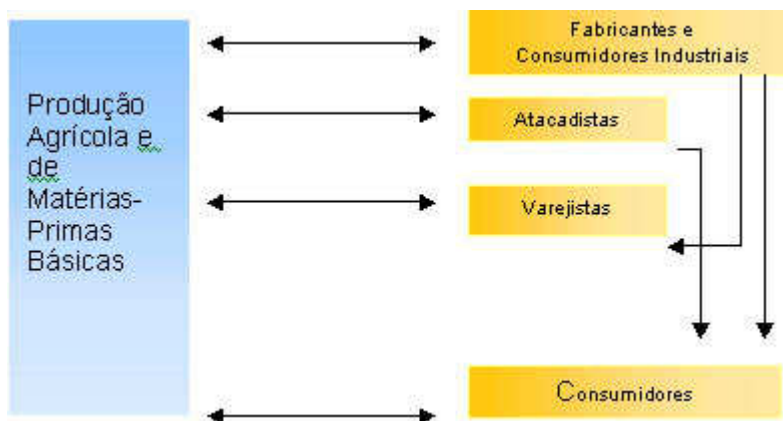 Produção
Agrícola e
de
Matérias-
Primas
Básicas
Fabricantes e
Consumidores Industriais
Atacadistas
Varejistas
Consumidores